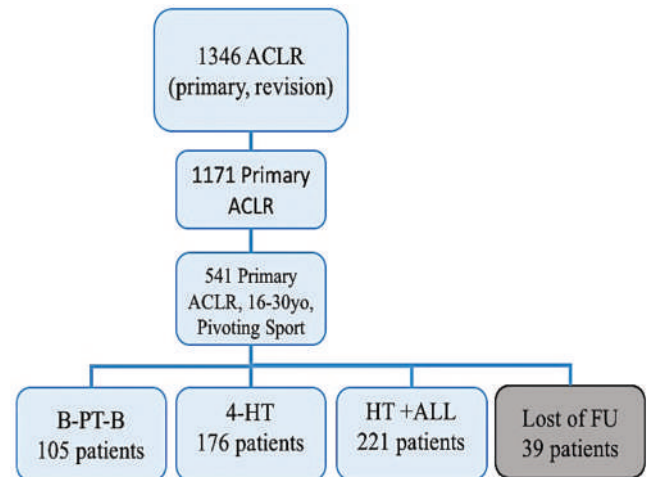 1346 ACLR
(primary, revision)
1171 Primary
ACLR
541 Primary
ACLR, 16-30yo,
Pivoting Sport
B-PT-B
105 patients
4-HT
176 patients
HT +ALL
221 patients
Lost of FU
39 patients